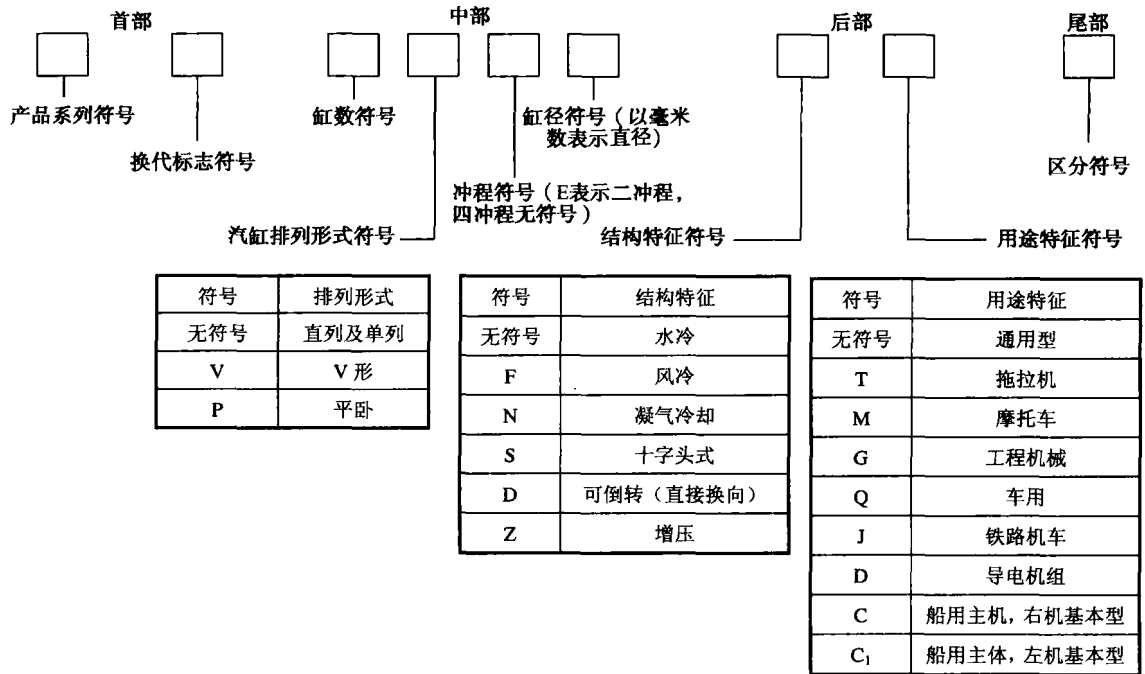 首部 中部 后部 尾部
产品系列符号
缸数符号
缸径符号（以毫米
数表示直径）
换代标志符号
区分符号
冲程符号（E表示二冲程，
四冲程无符号）
汽缸排列形式符号
结构特征符号
用途特征符号
符号 排列形式
无符号 直列及单列
V V 形
P 平卧
符号 结构特征
无符号 水冷
F 风冷
N 凝气冷却
S 十字头式
D 可倒转（直接换向）
Z 增压
符号 用途特征
无符号 通用型
T 拖拉机
M 摩托车
G 工程机械
Q 车用
J 铁路机车
D 导电机组
C 船用主机，右机基本型
C₁ 船用主体，左机基本型